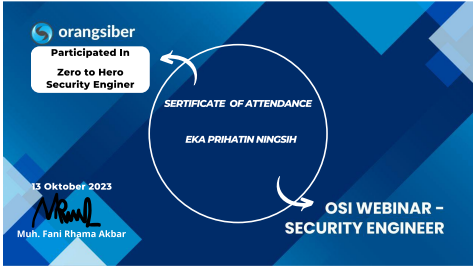 orangsiber
Participated In
Zero to Hero
Security Enginer
SERTIFICATE OF ATTENDANCE
EKA PRIHATIN NINGSIH
13 Oktober 2023
Muh. Fani Rhama Akbar
OSI WEBINAR -
SECURITY ENGINEER